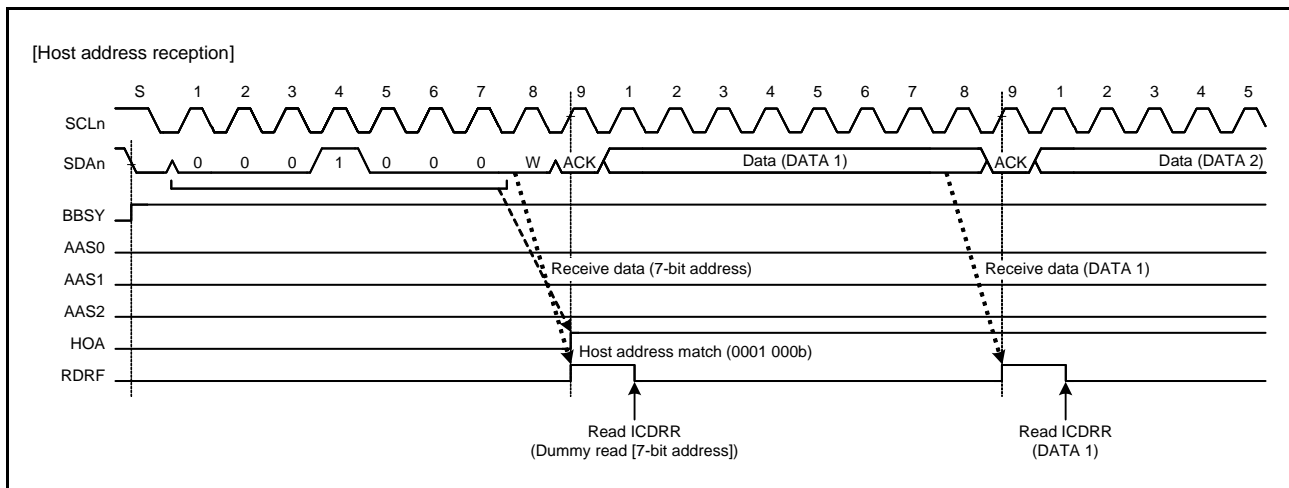 [Host address reception]
S 1 2 3 4 5 6 7 8 9 1 2 3 4 5 6 7 8 9 1 2 3 4 5
SCLn
SDAn 0 0 0 1 0 0 0 W ACK Data (DATA 1) ACK Data (DATA 2)
BBSY
AAS0
Receive data (7-bit address) Receive data (DATA 1)
AAS1
AAS2
HOA
Host address match (0001 000b)
RDRF
Read ICDRR Read ICDRR
(Dummy read [7-bit address]) (DATA 1)